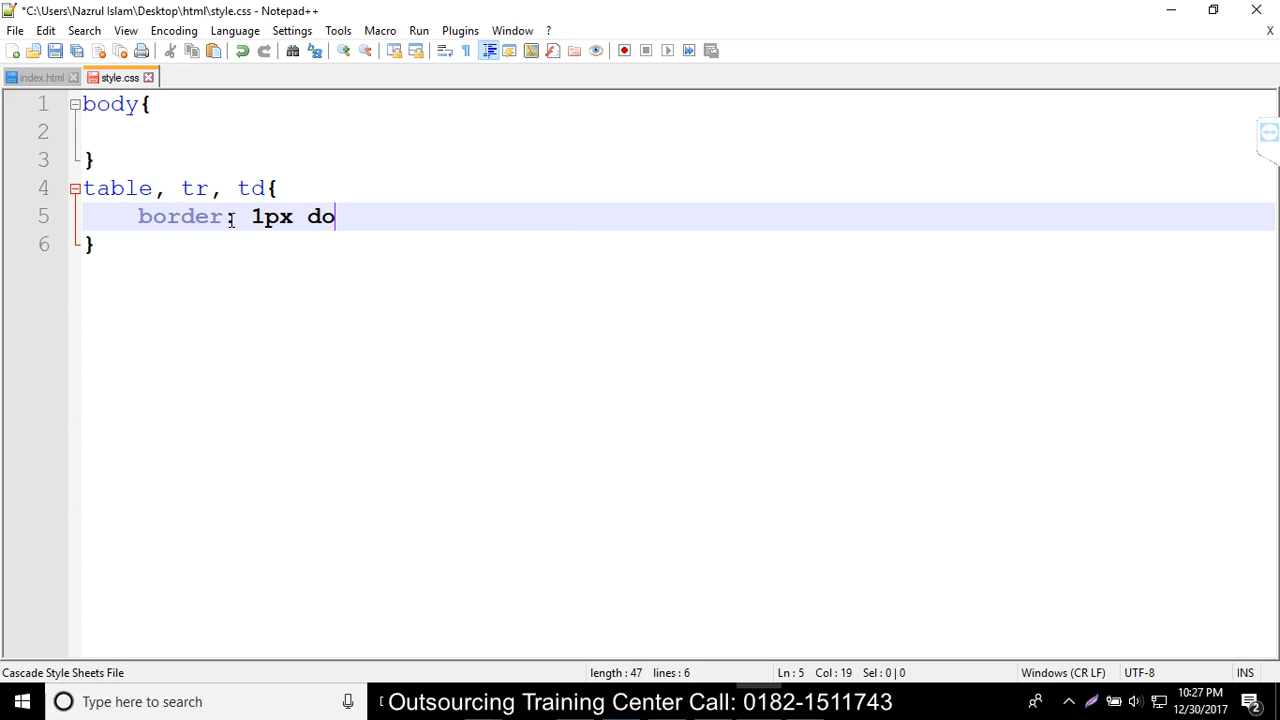 *C:\Users\Nazrul Islam\Desktop\html\style.css - Notepad++
File Edit Search View Encoding Language Settings Tools Macro Run Plugins Window ? X
index.html style.css
1 body{
2
3 }
4 table, tr, td{
5 border: 1px do
6 }
Cascade Style Sheets File length : 47 lines : 6 Ln : 5 Col : 19 Sel : 0 | 0 Windows (CR LF) UTF-8 INS
Type here to search
Outsourcing Training Center Call: 0182-1511743
10:27 PM
12/30/2017
2